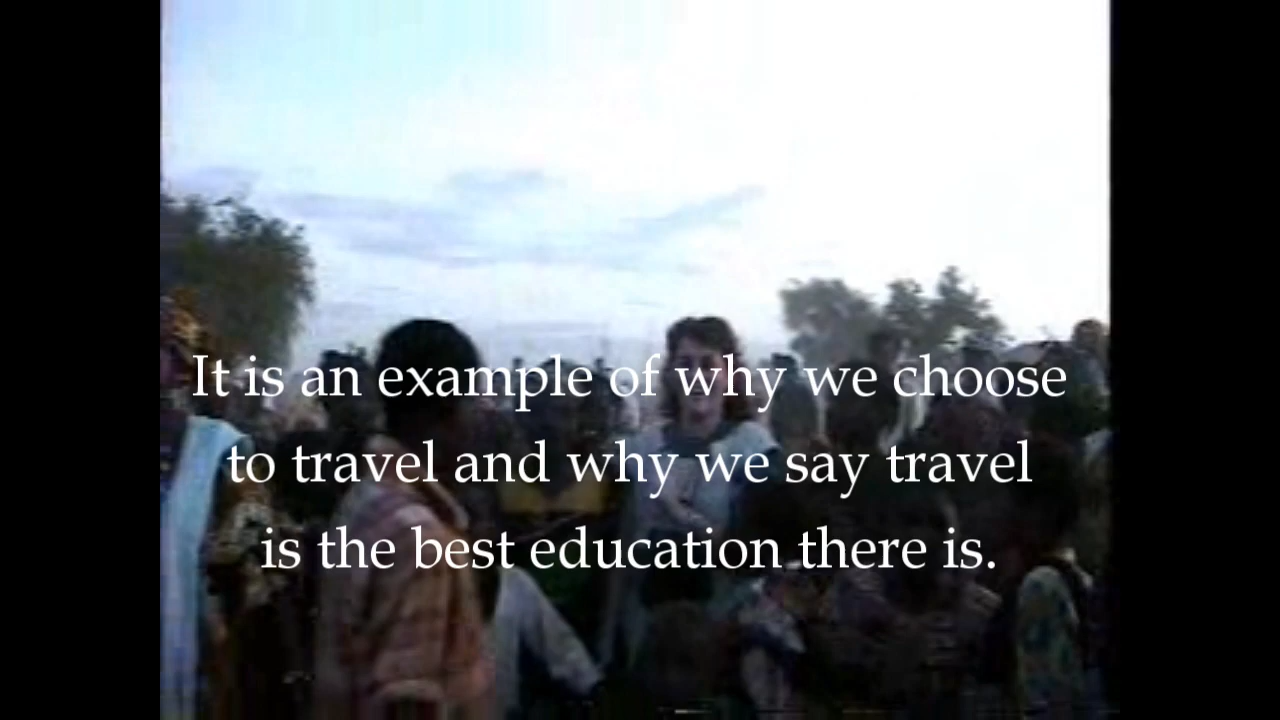 It is an example of why we choose
to travel and why we say travel
is the best education there is.